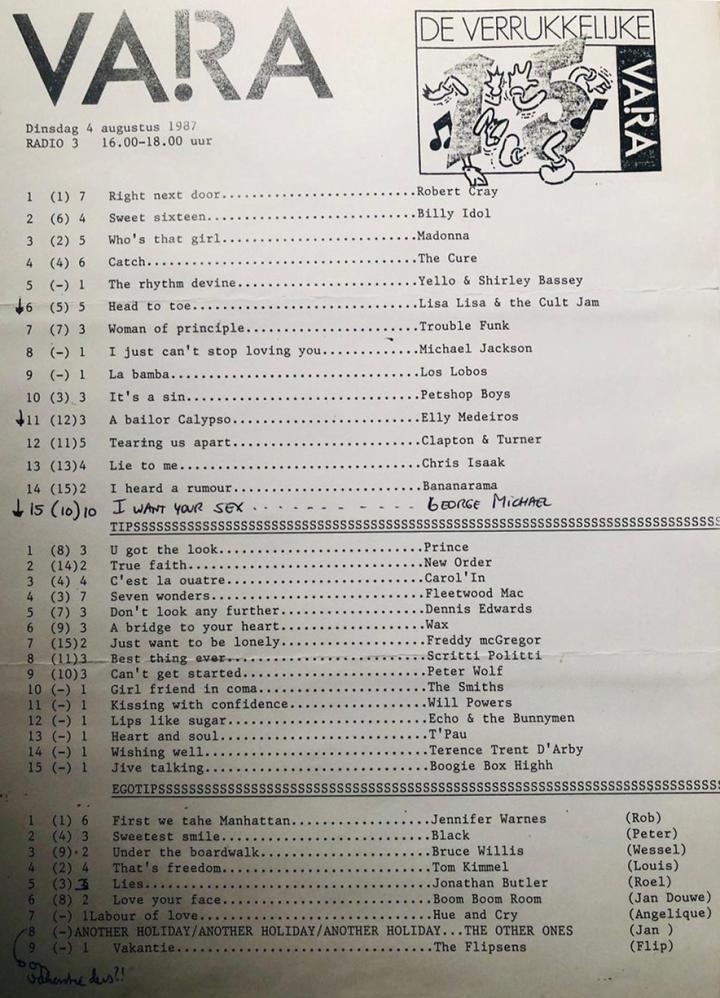 VARA
DE VERRUKKELIJKE
15
VARA
Dinsdag 4 augustus 1987
RADIO 3 16.00-18.00 uur
1 (1) 7 Right next door.........................Robert Cray
2 (6) 4 Sweet sixteen...........................Billy Idol
3 (2) 5 Who's that girl.........................Madonna
4 (4) 6 Catch...................................The Cure
5 (-) 1 The rhythm devine.......................Yello & Shirley Bassey
↓6 (5) 5 Head to toe.............................Lisa Lisa & the Cult Jam
7 (7) 3 Woman of principle......................Trouble Funk
8 (-) 1 I just can't stop loving you............Michael Jackson
9 (-) 1 La bamba................................Los Lobos
10 (3) 3 It's a sin..............................Petshop Boys
↓11 (12)3 A bailor Calypso........................Elly Medeiros
12 (11)5 Tearing us apart........................Clapton & Turner
13 (13)4 Lie to me...............................Chris Isaak
14 (15)2 I heard a rumour........................Bananarama
↓ 15 (10)10 I WANT YOUR SEX - - - - - - - - - - GEORGE MICHAEL
TIPSSSSSSSSSSSSSSSSSSSSSSSSSSSSSSSSSSSSSSSSSSSSSSSSSSSSSSSSSSSSSSSSSSSSSSSSSSS
1 (8) 3 U got the look..........................Prince
2 (14)2 True faith..............................New Order
3 (4) 4 C'est la ouatre.........................Carol'In
4 (3) 7 Seven wonders...........................Fleetwood Mac
5 (7) 3 Don't look any further..................Dennis Edwards
6 (9) 3 A bridge to your heart..................Wax
7 (15)2 Just want to be lonely..................Freddy mcGregor
8 (11)3 Best thing ever.........................Scritti Politti
9 (10)3 Can't get started.......................Peter Wolf
10 (-) 1 Girl friend in coma.....................The Smiths
11 (-) 1 Kissing with confidence.................Will Powers
12 (-) 1 Lips like sugar.........................Echo & the Bunnymen
13 (-) 1 Heart and soul..........................T'Pau
14 (-) 1 Wishing well............................Terence Trent D'Arby
15 (-) 1 Jive talking............................Boogie Box Highh
EGOTIPSSSSSSSSSSSSSSSSSSSSSSSSSSSSSSSSSSSSSSSSSSSSSSSSSSSSSSSSSSSSSSSSSSSSSSSS
1 (1) 6 First we tahe Manhattan.................Jennifer Warnes (Rob)
2 (4) 3 Sweetest smile..........................Black (Peter)
3 (9) 2 Under the boardwalk.....................Bruce Willis (Wessel)
4 (2) 4 That's freedom..........................Tom Kimmel (Louis)
5 (3) 3 Lies....................................Jonathan Butler (Roel)
6 (8) 2 Love your face..........................Boom Boom Room (Jan Douwe)
7 (-) 1Labour of love..........................Hue and Cry (Angelique)
8 (-)ANOTHER HOLIDAY/ANOTHER HOLIDAY/ANOTHER HOLIDAY...THE OTHER ONES (Jan )
9 (-) 1 Vakantie................................The Flipsens (Flip)